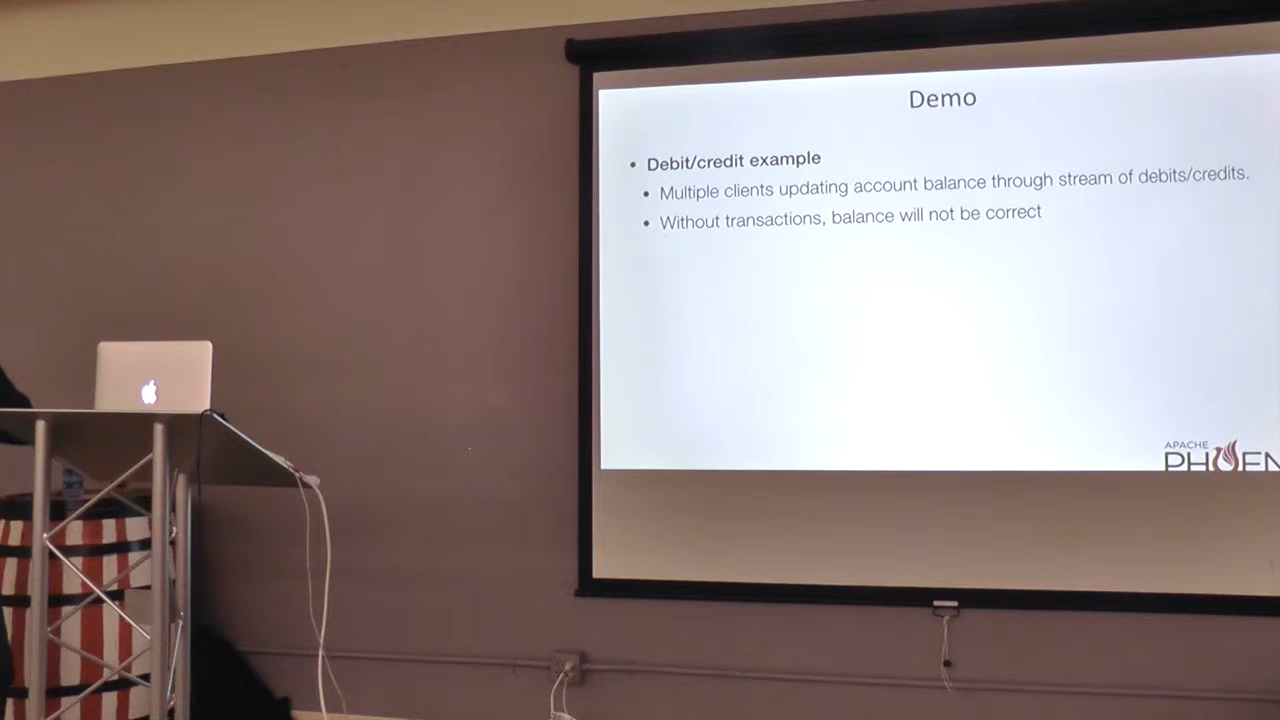 Demo
• Debit/credit example
• Multiple clients updating account balance through stream of debits/credits.
• Without transactions, balance will not be correct
APACHE
PHOEN